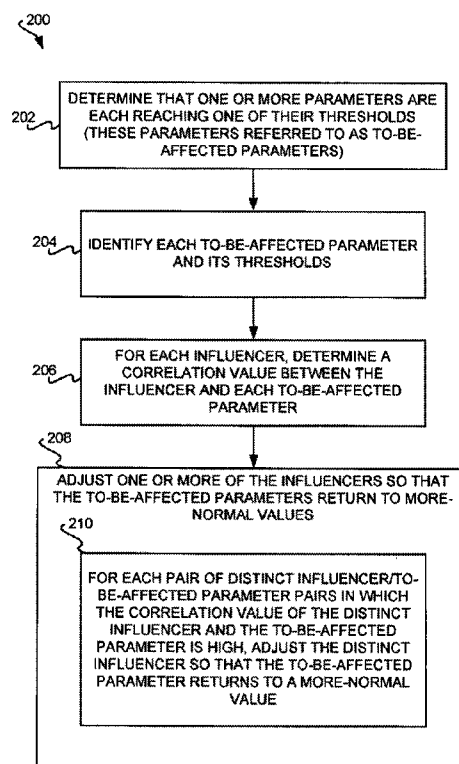 200
202
DETERMINE THAT ONE OR MORE PARAMETERS ARE
EACH REACHING ONE OF THEIR THRESHOLDS
(THESE PARAMETERS REFERRED TO AS TO-BE-
AFFECTED PARAMETERS)
204
IDENTIFY EACH TO-BE-AFFECTED PARAMETER
AND ITS THRESHOLDS
206
FOR EACH INFLUENCER, DETERMINE A
CORRELATION VALUE BETWEEN THE
INFLUENCER AND EACH TO-BE-AFFECTED
PARAMETER
208
ADJUST ONE OR MORE OF THE INFLUENCERS SO THAT
THE TO-BE-AFFECTED PARAMETERS RETURN TO MORE-
NORMAL VALUES
210
FOR EACH PAIR OF DISTINCT INFLUENCER/TO-
BE-AFFECTED PARAMETER PAIRS IN WHICH
THE CORRELATION VALUE OF THE DISTINCT
INFLUENCER AND THE TO-BE-AFFECTED
PARAMETER IS HIGH, ADJUST THE DISTINCT
INFLUENCER SO THAT THE TO-BE-AFFECTED
PARAMETER RETURNS TO A MORE-NORMAL
VALUE